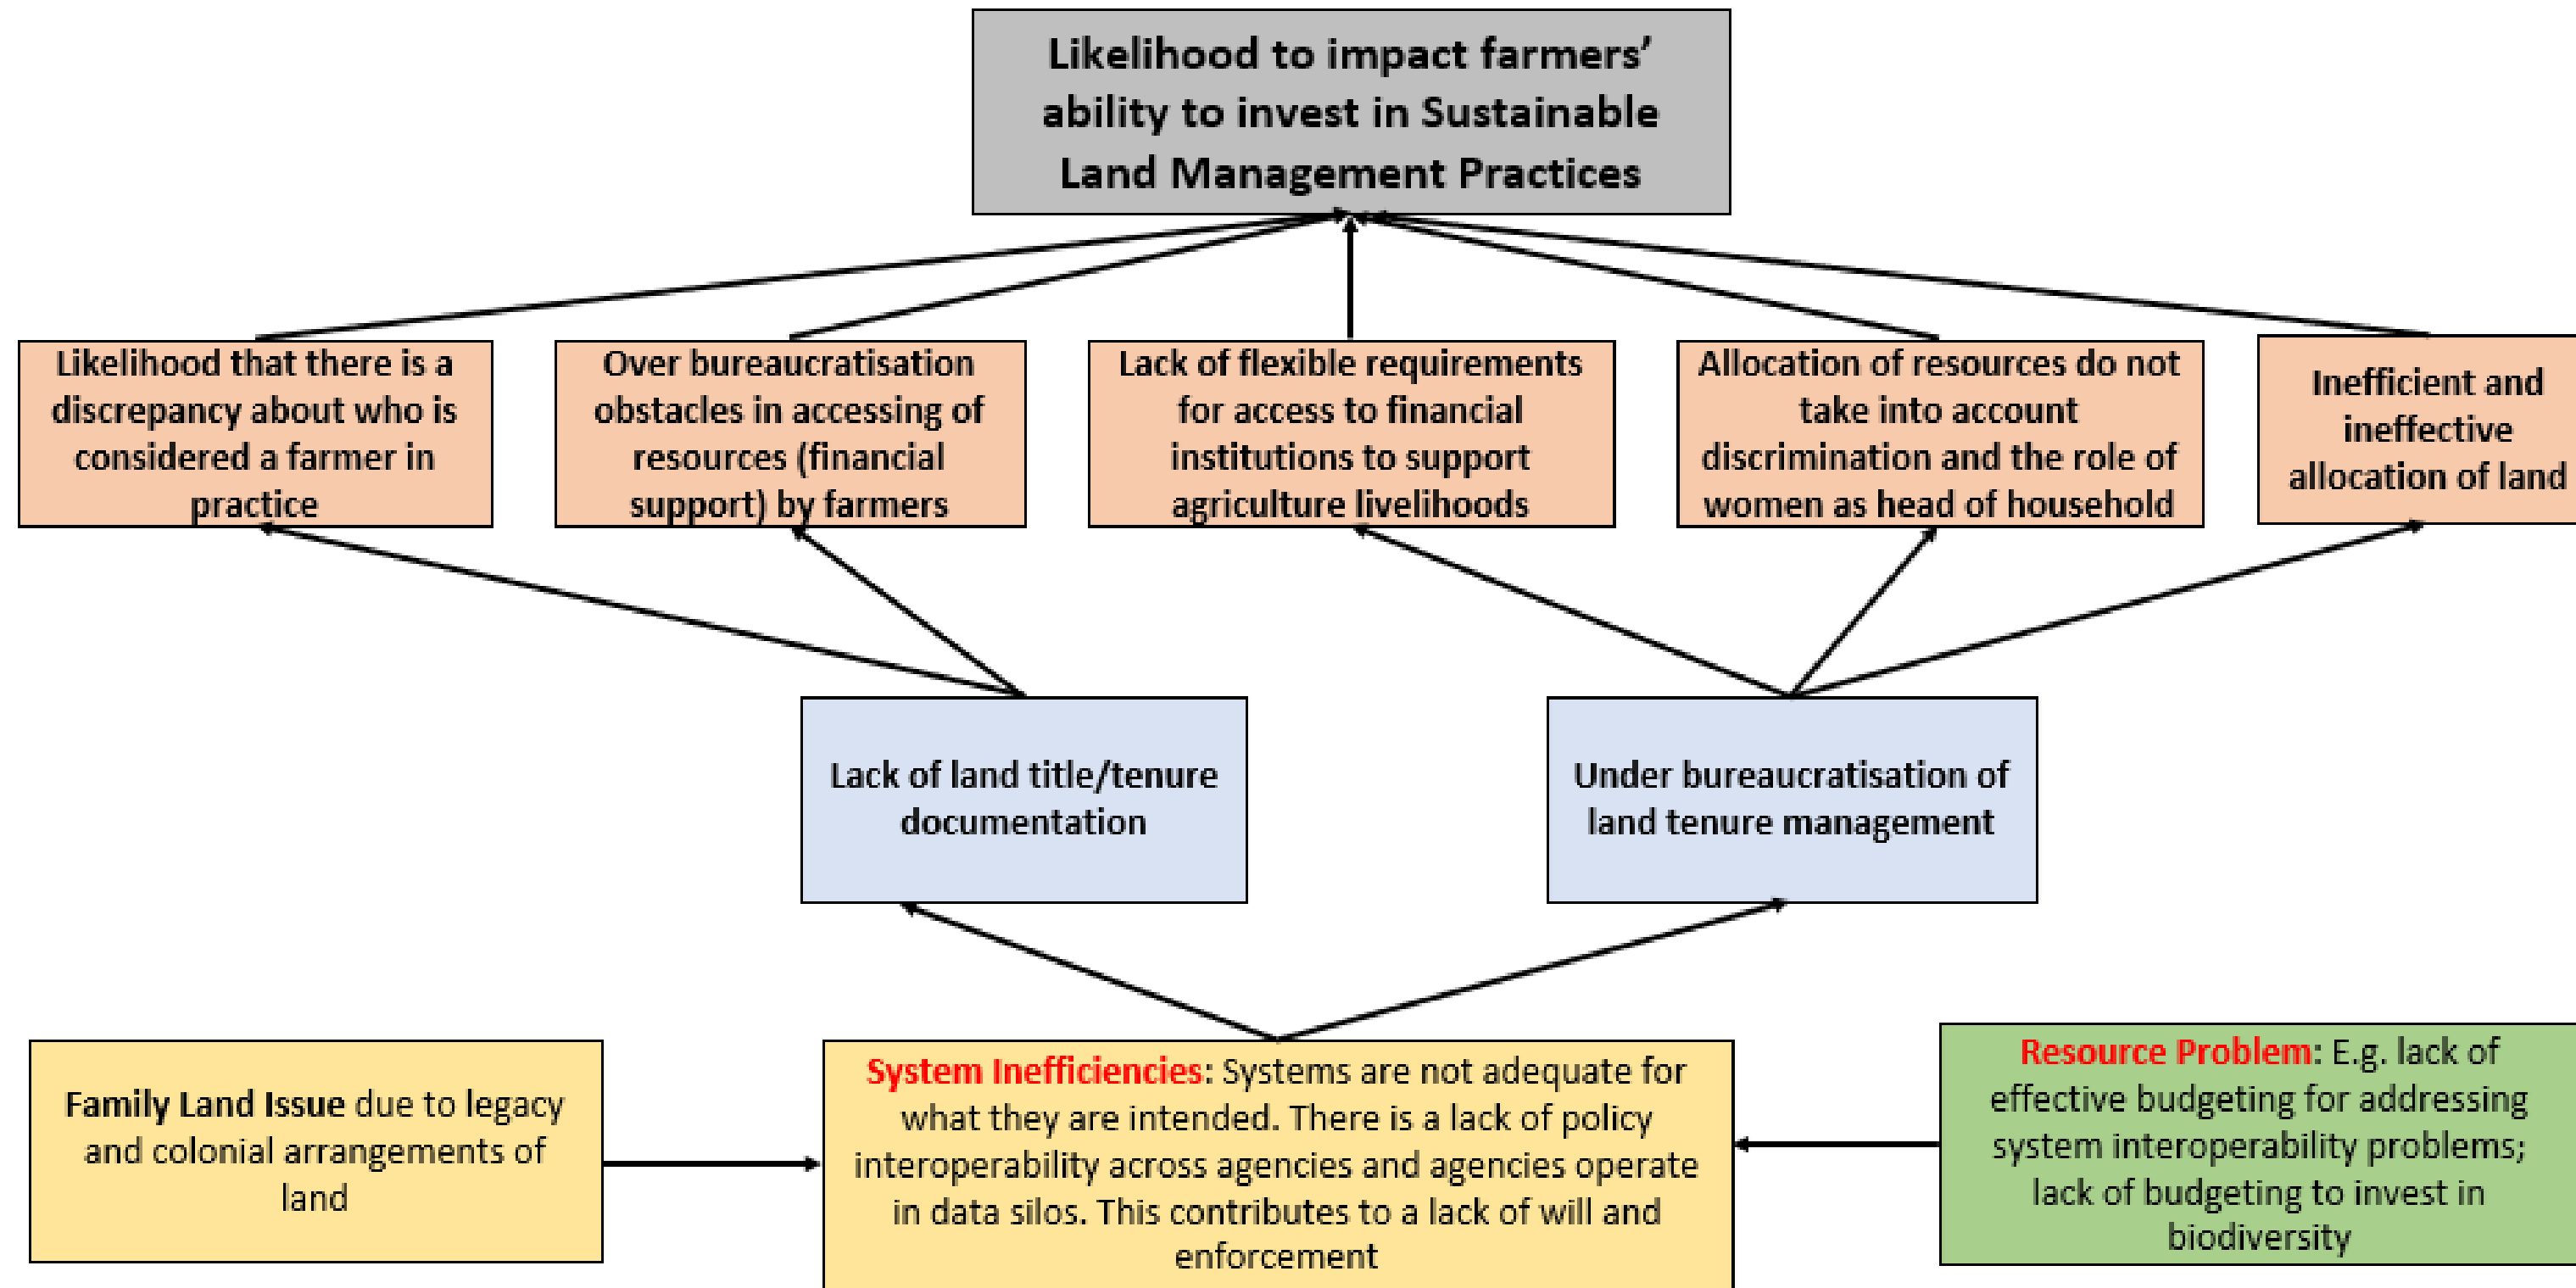 Likelihood to impact farmers’
ability to invest in Sustainable
Land Management Practices
Likelihood that there is a
discrepancy about who is
considered a farmer in
practice
Over bureaucratisation
obstacles in accessing of
resources (financial
support) by farmers
Lack of flexible requirements
for access to financial
institutions to support
agriculture livelihoods
Allocation of resources do not
take into account
discrimination and the role of
women as head of household
Inefficient and
ineffective
allocation of land
Lack of land title/tenure
documentation
Under bureaucratisation of
land tenure management
Family Land Issue due to legacy
and colonial arrangements of
land
System Inefficiencies: Systems are not adequate for
what they are intended. There is a lack of policy
interoperability across agencies and agencies operate
in data silos. This contributes to a lack of will and
enforcement
Resource Problem: E.g. lack of
effective budgeting for addressing
system interoperability problems;
lack of budgeting to invest in
biodiversity